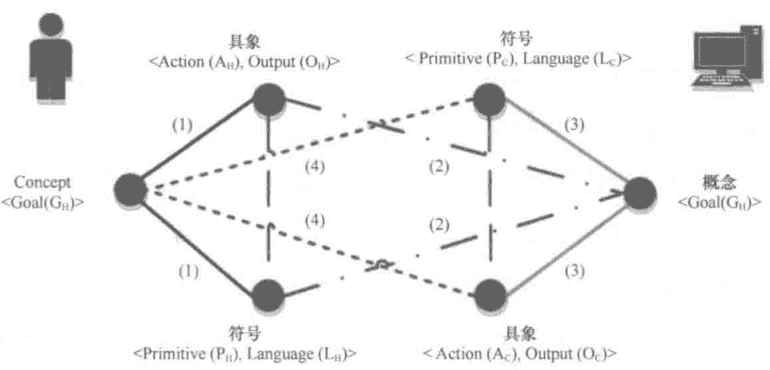 具象
<Action (A_H), Output (O_H)>
符号
< Primitive (P_C), Language (L_C)>
(1)
(3)
(4)
(2)
Concept
<Goal(G_H)>
概念
<Goal(G_H)>
(4)
(2)
(1)
(3)
符号
<Primitive (P_H), Language (L_H)>
具象
< Action (A_C), Output (O_C)>